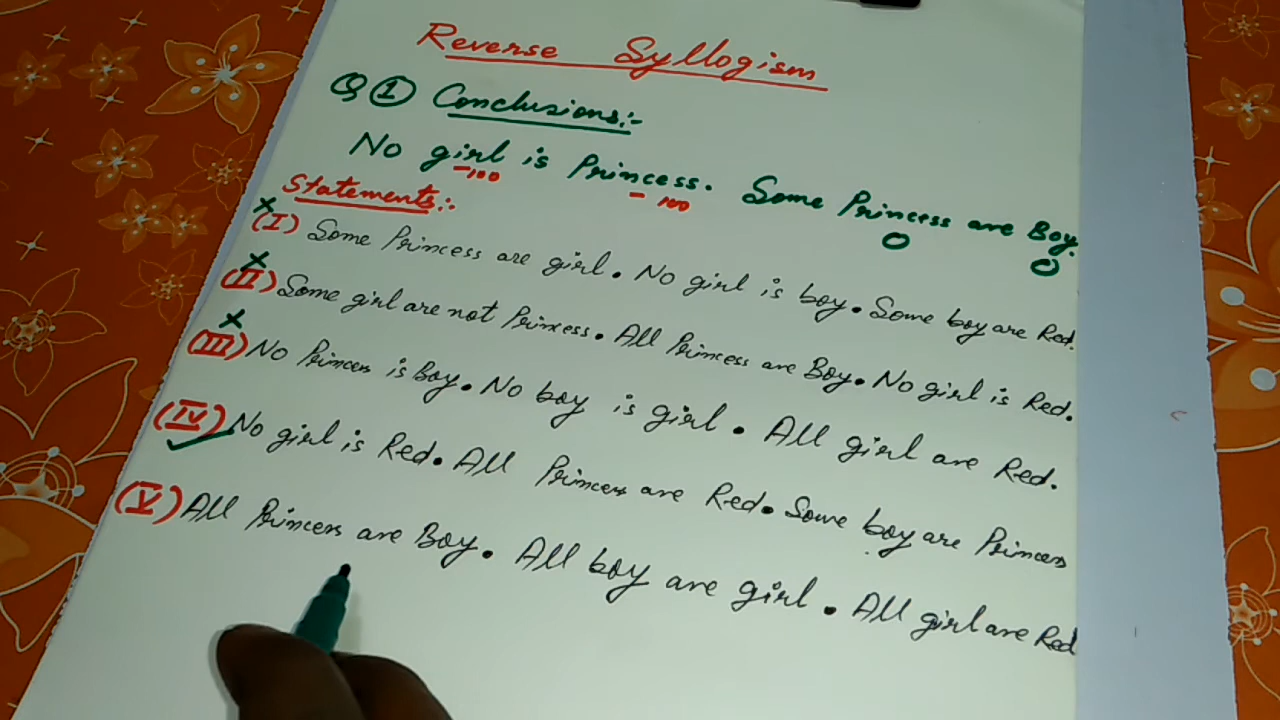 Reverse Syllogism
Q ① Conclusions:-
No girl is Princess. Some Princess are Boy.
-100 - 100
Statements:-
(I) Some Princess are girl. No girl is boy. Some boy are Red.
(II) Some girl are not Princess. All Princess are Boy. No girl is Red.
(III) No Princess is Boy. No boy is girl. All girl are Red.
(IV) No girl is Red. All Princess are Red. Some boy are Princess
(V) All Princess are Boy. All boy are girl. All girl are Red